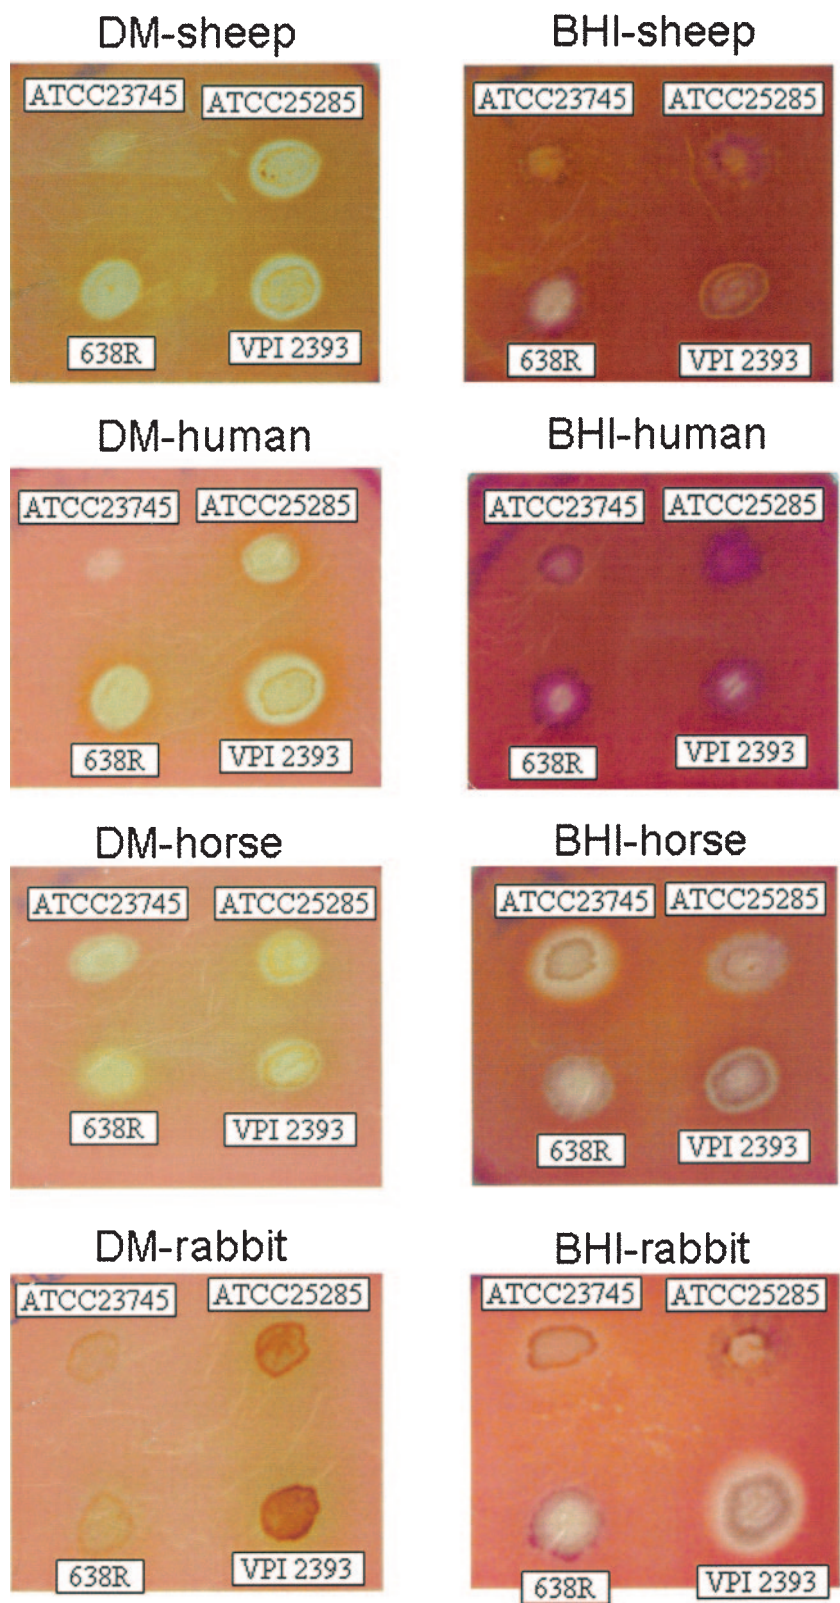 DM-sheep
BHI-sheep
ATCC23745
ATCC25285
ATCC23745
ATCC25285
638R
VPI 2393
638R
VPI 2393
DM-human
BHI-human
ATCC23745
ATCC25285
ATCC23745
ATCC25285
638R
VPI 2393
638R
VPI 2393
DM-horse
BHI-horse
ATCC23745
ATCC25285
ATCC23745
ATCC25285
638R
VPI 2393
638R
VPI 2393
DM-rabbit
BHI-rabbit
ATCC23745
ATCC25285
ATCC23745
ATCC25285
638R
VPI 2393
638R
VPI 2393